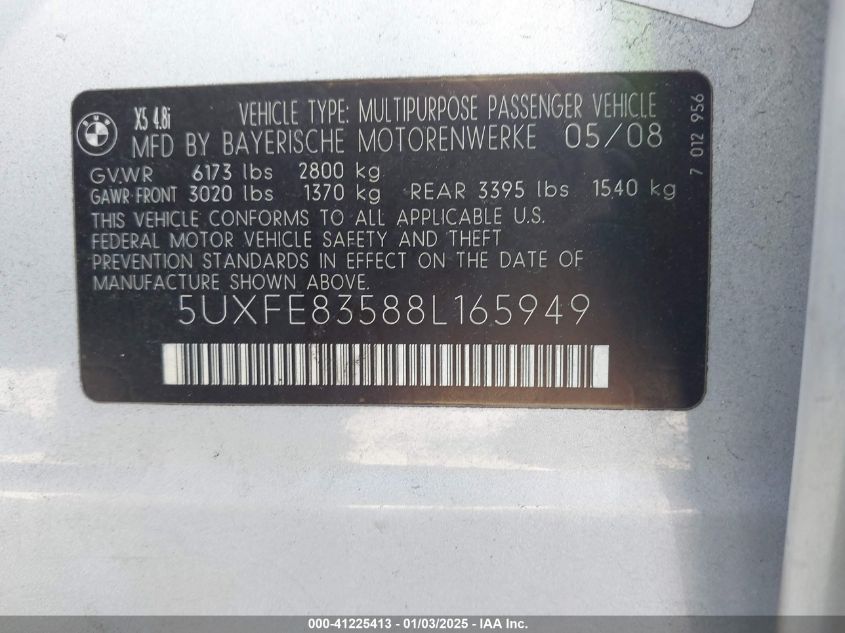 BMW
X5 4.8i
VEHICLE TYPE: MULTIPURPOSE PASSENGER VEHICLE
MFD BY BAYERISCHE MOTORENWERKE 05/08
GVWR 6173 lbs 2800 kg
GAWR FRONT 3020 lbs 1370 kg REAR 3395 lbs 1540 kg
THIS VEHICLE CONFORMS TO ALL APPLICABLE U.S.
FEDERAL MOTOR VEHICLE SAFETY AND THEFT
PREVENTION STANDARDS IN EFFECT ON THE DATE OF
MANUFACTURE SHOWN ABOVE.
5UXFE83588L165949
7 012 956
000-41225413 - 01/03/2025 - IAA Inc.